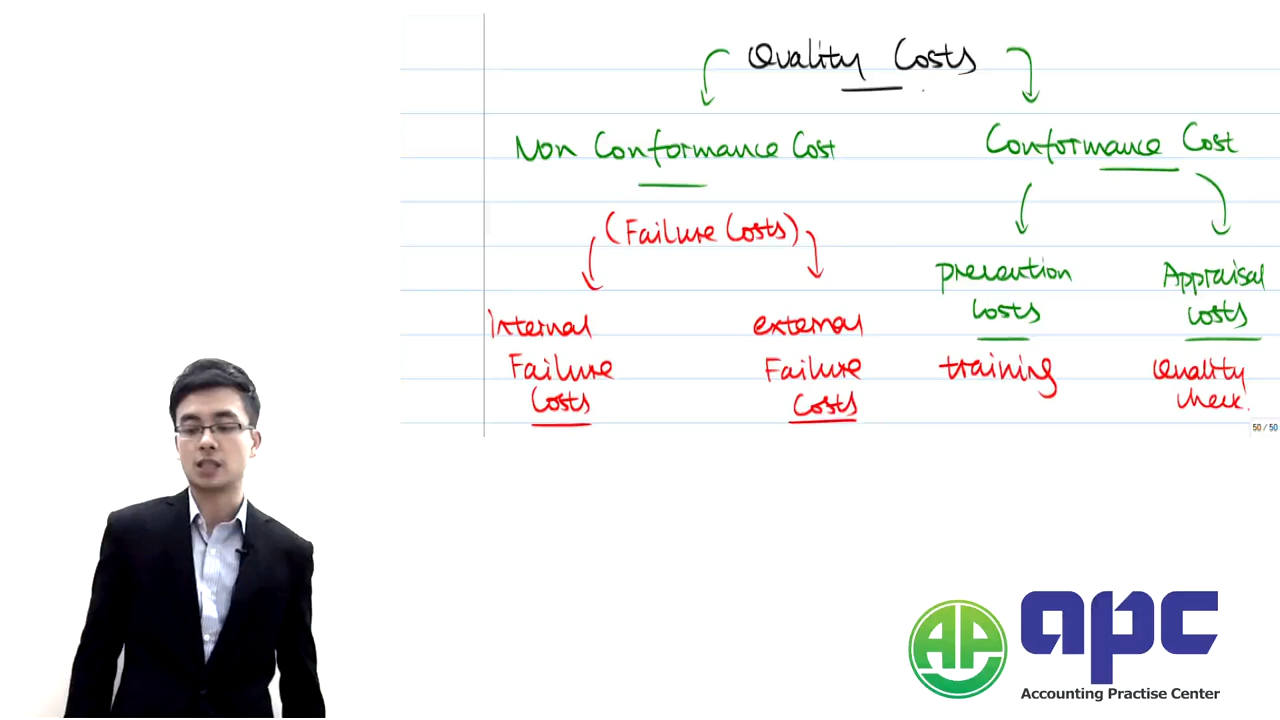 Quality Costs
Non Conformance Cost
Conformance Cost
(Failure Costs)
prevention
costs
Appraisal
costs
Internal
Failure
Costs
external
Failure
Costs
training
Quality
check.
50 / 50
AP
apc
Accounting Practise Center